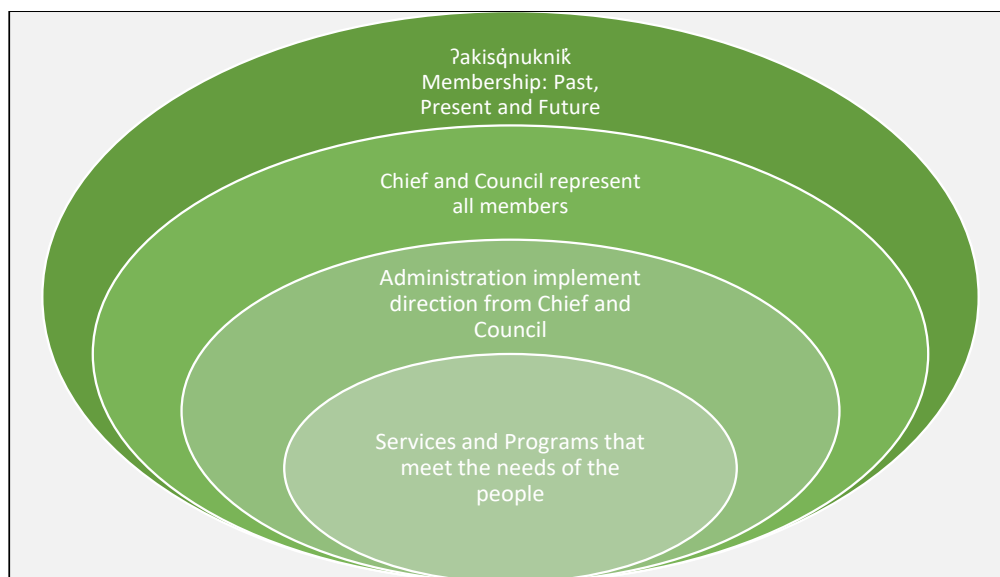 ʔakisq̓nuknik̓
Membership: Past,
Present and Future
Chief and Council represent
all members
Administration implement
direction from Chief and
Council
Services and Programs that
meet the needs of the
people